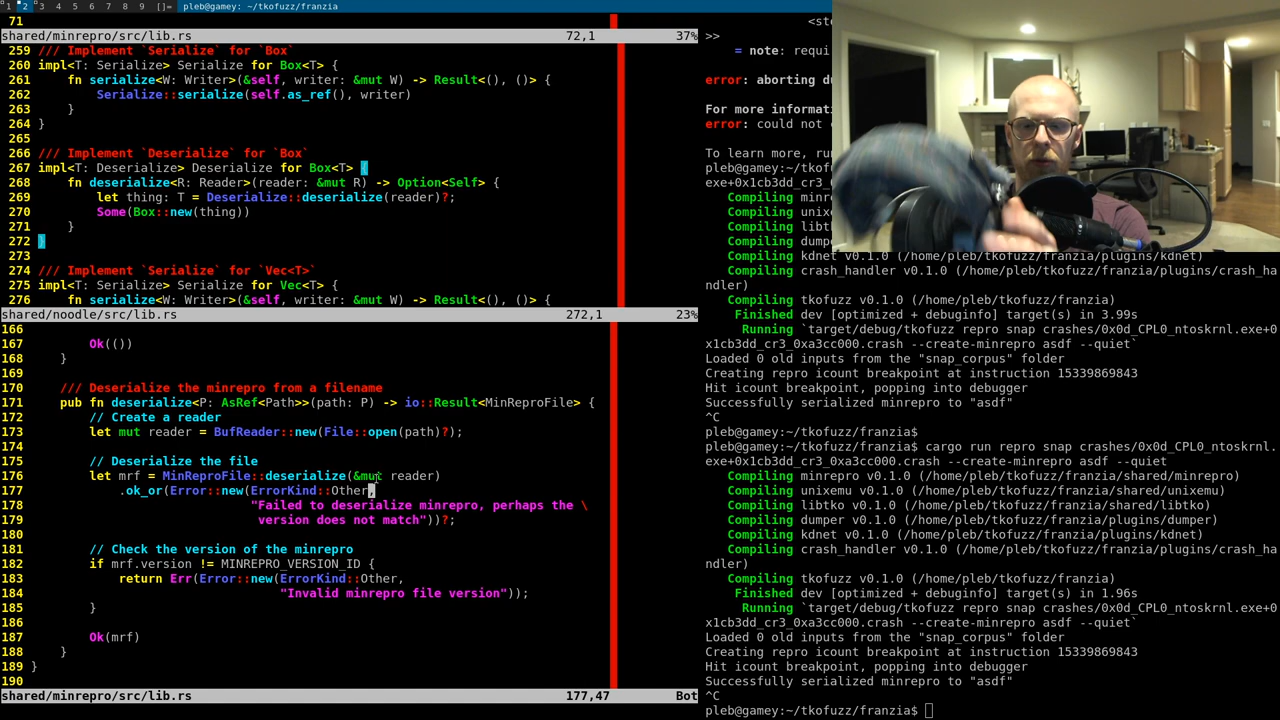 1 2 3 4 5 6 7 8 9 []= pleb@gamey: ~/tkofuzz/franzia
71
shared/minrepro/src/lib.rs 72,1 37%
259 /// Implement `Serialize` for `Box`
260 impl<T: Serialize> Serialize for Box<T> {
261 fn serialize<W: Writer>(&self, writer: &mut W) -> Result<(), ()> {
262 Serialize::serialize(self.as_ref(), writer)
263 }
264 }
265
266 /// Implement `Deserialize` for `Box`
267 impl<T: Deserialize> Deserialize for Box<T> {
268 fn deserialize<R: Reader>(reader: &mut R) -> Option<Self> {
269 let thing: T = Deserialize::deserialize(reader)?;
270 Some(Box::new(thing))
271 }
272 }
273
274 /// Implement `Serialize` for `Vec<T>`
275 impl<T: Serialize> Serialize for Vec<T> {
276 fn serialize<W: Writer>(&self, writer: &mut W) -> Result<(), ()> {
shared/noodle/src/lib.rs 272,1 23%
166
167 Ok(())
168 }
169
170 /// Deserialize the minrepro from a filename
171 pub fn deserialize<P: AsRef<Path>>(path: P) -> io::Result<MinReproFile> {
172 // Create a reader
173 let mut reader = BufReader::new(File::open(path)?);
174
175 // Deserialize the file
176 let mrf = MinReproFile::deserialize(&mut reader)
177 .ok_or(Error::new(ErrorKind::Other,
178 "Failed to deserialize minrepro, perhaps the \
179 version does not match"))?;
180
181 // Check the version of the minrepro
182 if mrf.version != MINREPRO_VERSION_ID {
183 return Err(Error::new(ErrorKind::Other,
184 "Invalid minrepro file version"));
185 }
186
187 Ok(mrf)
188 }
189 }
190
shared/minrepro/src/lib.rs 177,47 Bot
<ste
>>
= note: requi
error: aborting du
For more informati
error: could not c
To learn more, run
pleb@gamey:~/tkofu
exe+0x1cb3dd_cr3_0
Compiling minre
Compiling unixe
Compiling libtk
Compiling dumpe
Compiling kdnet v0.1.0 (/home/pleb/tkofuzz/franzia/plugins/kdnet)
Compiling crash_handler v0.1.0 (/home/pleb/tkofuzz/franzia/plugins/crash_ha
ndler)
Compiling tkofuzz v0.1.0 (/home/pleb/tkofuzz/franzia)
Finished dev [optimized + debuginfo] target(s) in 3.99s
Running `target/debug/tkofuzz repro snap crashes/0x0d_CPL0_ntoskrnl.exe+0
x1cb3dd_cr3_0xa3cc000.crash --create-minrepro asdf --quiet`
Loaded 0 old inputs from the "snap_corpus" folder
Creating repro icount breakpoint at instruction 15339869843
Hit icount breakpoint, popping into debugger
Successfully serialized minrepro to "asdf"
^C
pleb@gamey:~/tkofuzz/franzia$
pleb@gamey:~/tkofuzz/franzia$ cargo run repro snap crashes/0x0d_CPL0_ntoskrnl.
exe+0x1cb3dd_cr3_0xa3cc000.crash --create-minrepro asdf --quiet
Compiling minrepro v0.1.0 (/home/pleb/tkofuzz/franzia/shared/minrepro)
Compiling unixemu v0.1.0 (/home/pleb/tkofuzz/franzia/shared/unixemu)
Compiling libtko v0.1.0 (/home/pleb/tkofuzz/franzia/shared/libtko)
Compiling dumper v0.1.0 (/home/pleb/tkofuzz/franzia/plugins/dumper)
Compiling kdnet v0.1.0 (/home/pleb/tkofuzz/franzia/plugins/kdnet)
Compiling crash_handler v0.1.0 (/home/pleb/tkofuzz/franzia/plugins/crash_ha
ndler)
Compiling tkofuzz v0.1.0 (/home/pleb/tkofuzz/franzia)
Finished dev [optimized + debuginfo] target(s) in 1.96s
Running `target/debug/tkofuzz repro snap crashes/0x0d_CPL0_ntoskrnl.exe+0
x1cb3dd_cr3_0xa3cc000.crash --create-minrepro asdf --quiet`
Loaded 0 old inputs from the "snap_corpus" folder
Creating repro icount breakpoint at instruction 15339869843
Hit icount breakpoint, popping into debugger
Successfully serialized minrepro to "asdf"
^C
pleb@gamey:~/tkofuzz/franzia$